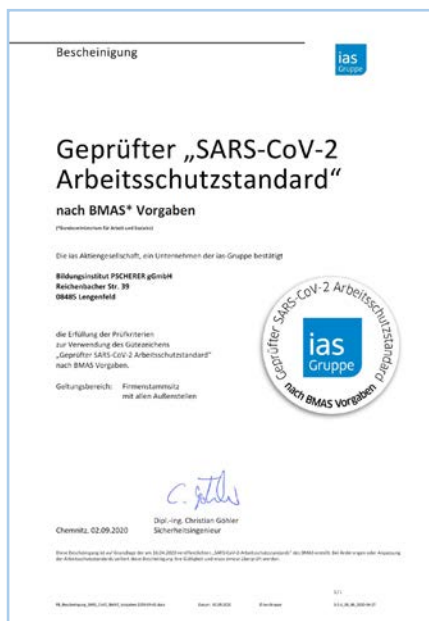 Bescheinigung
ias
Gruppe
Geprüfter „SARS-CoV-2
Arbeitsschutzstandard“
nach BMAS* Vorgaben
(*Bundesministerium für Arbeit und Soziales)
Die ias Aktiengesellschaft, ein Unternehmen der ias-Gruppe bestätigt
Bildungsinstitut PSCHERER gGmbH
Reichenbacher Str. 39
08485 Lengenfeld
die Erfüllung der Prüfkriterien
zur Verwendung des Gütezeichens
„Geprüfter SARS-CoV-2 Arbeitsschutzstandard“
nach BMAS Vorgaben.
Geltungsbereich: Firmenstammsitz
mit allen Außenstellen
Geprüfter SARS-CoV-2 Arbeitsschutzstandard
ias
Gruppe
nach BMAS Vorgaben
Dipl.-Ing. Christian Göhler
Chemnitz, 02.09.2020 Sicherheitsingenieur